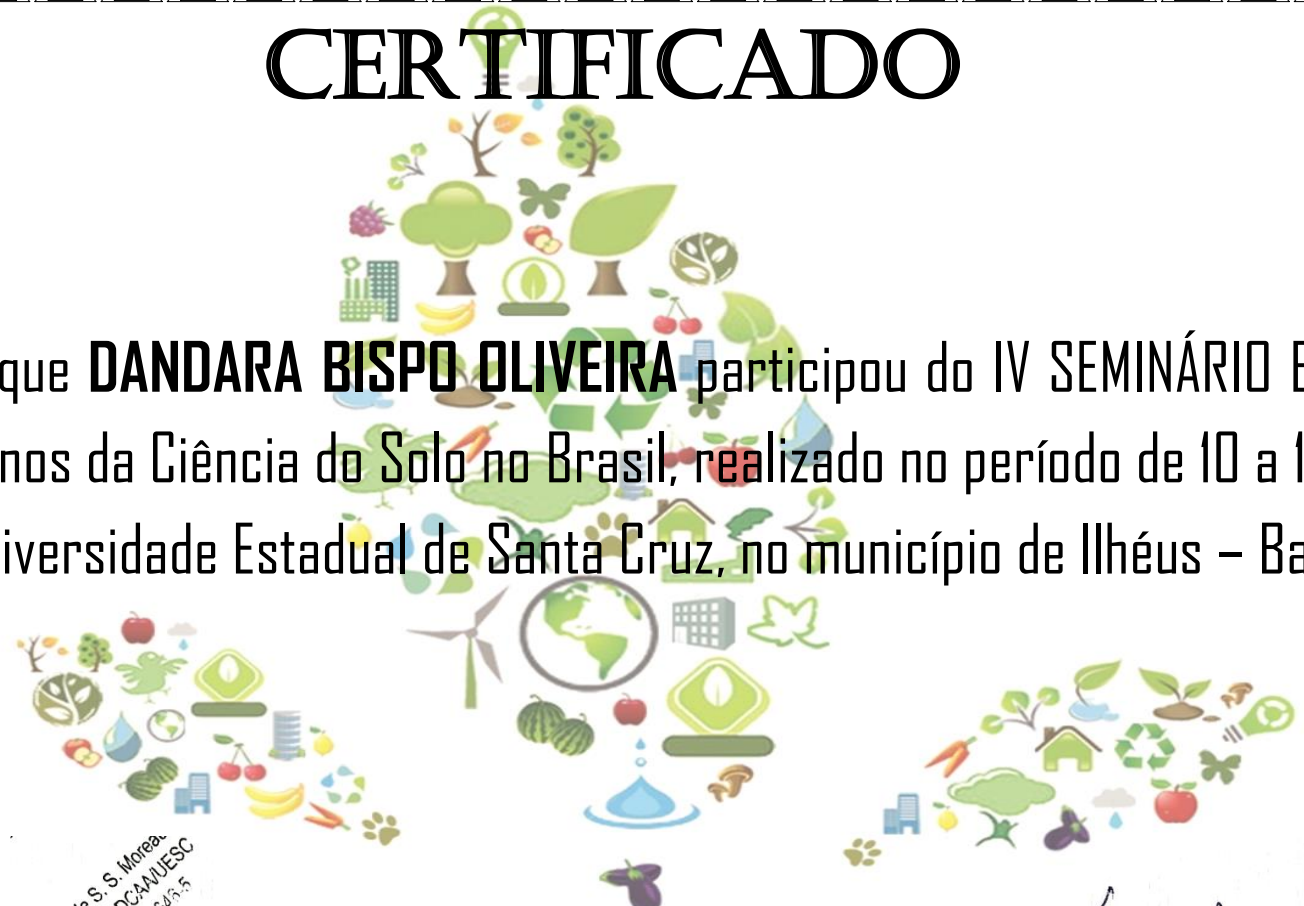 CERTIFICADO
que DANDARA BISPO OLIVEIRA participou do IV SEMINÁRIO
nos da Ciência do Solo no Brasil, realizado no período de 10 a 1
iversidade Estadual de Santa Cruz, no município de Ilhéus – Ba
S. S. Moreau
DCAA/UESC